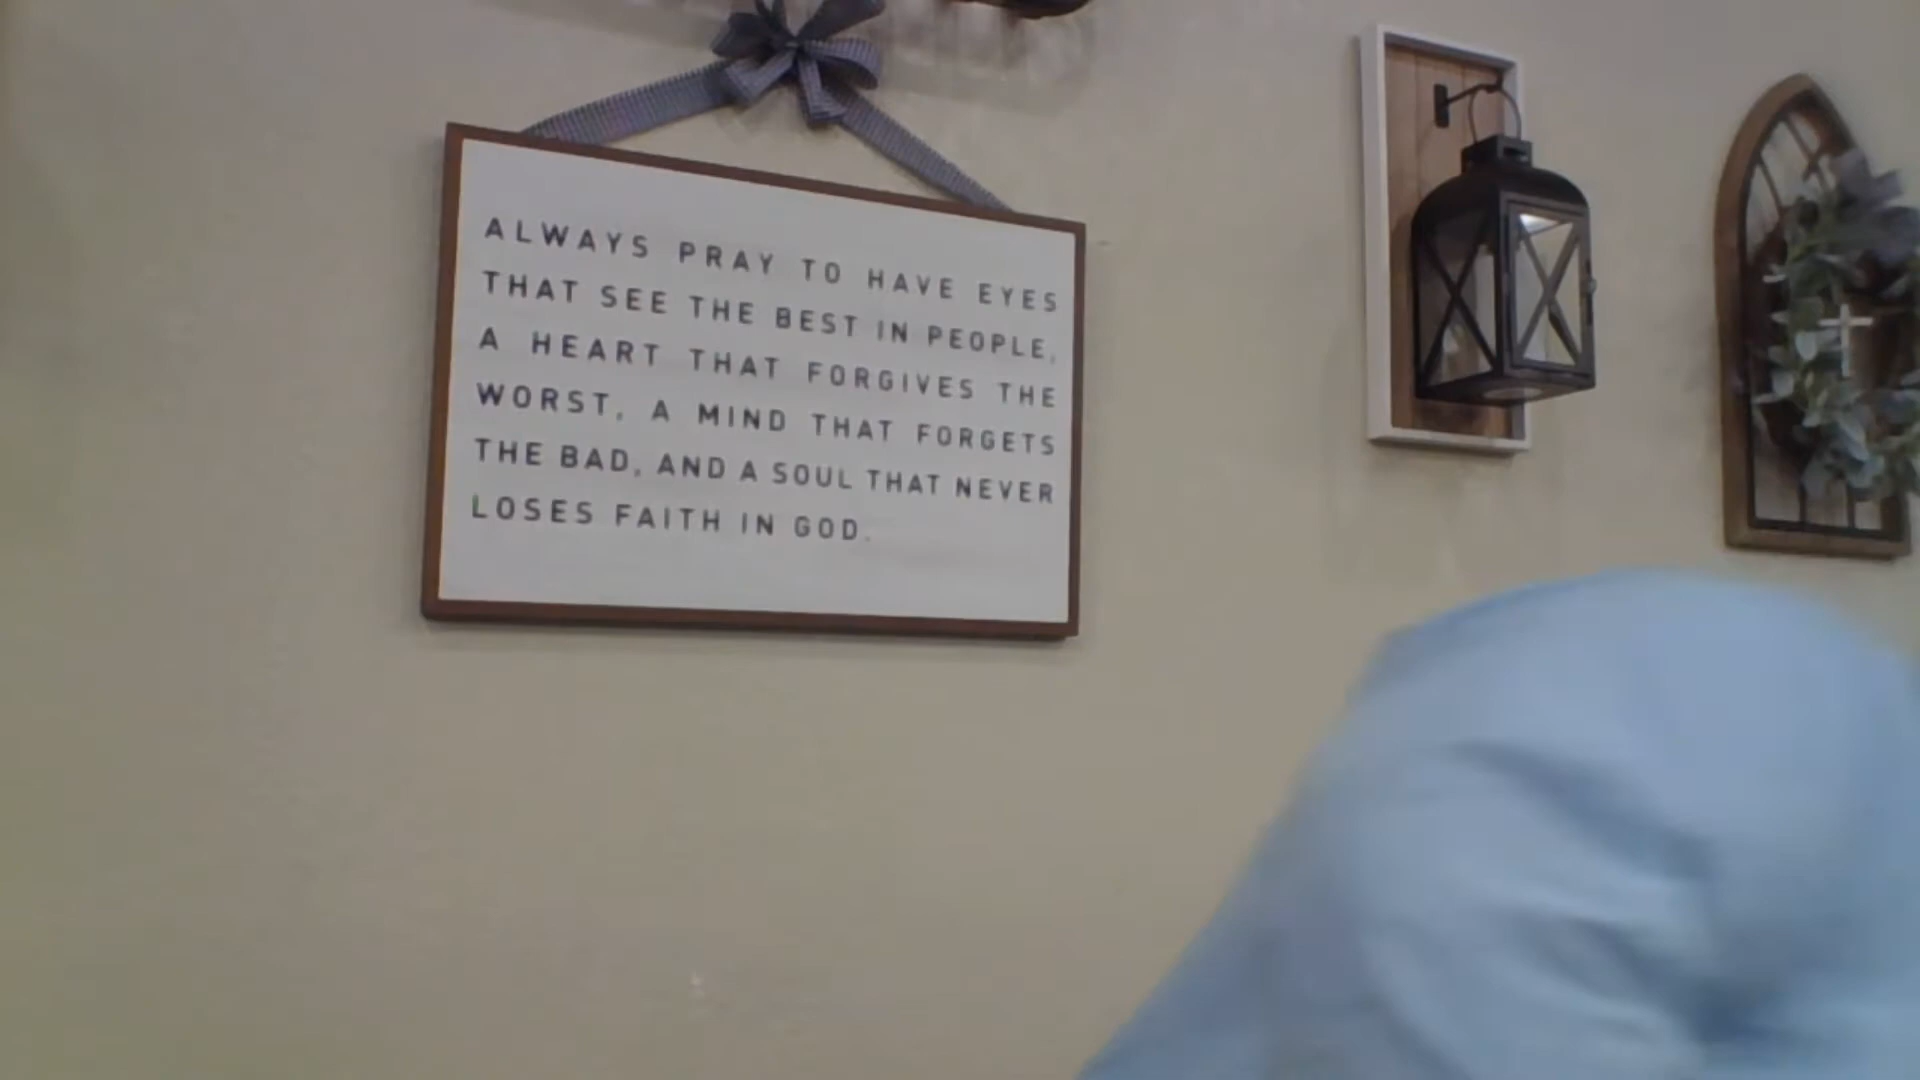 ALWAYS PRAY TO HAVE EYES
THAT SEE THE BEST IN PEOPLE,
A HEART THAT FORGIVES THE
WORST, A MIND THAT FORGETS
THE BAD, AND A SOUL THAT NEVER
LOSES FAITH IN GOD.